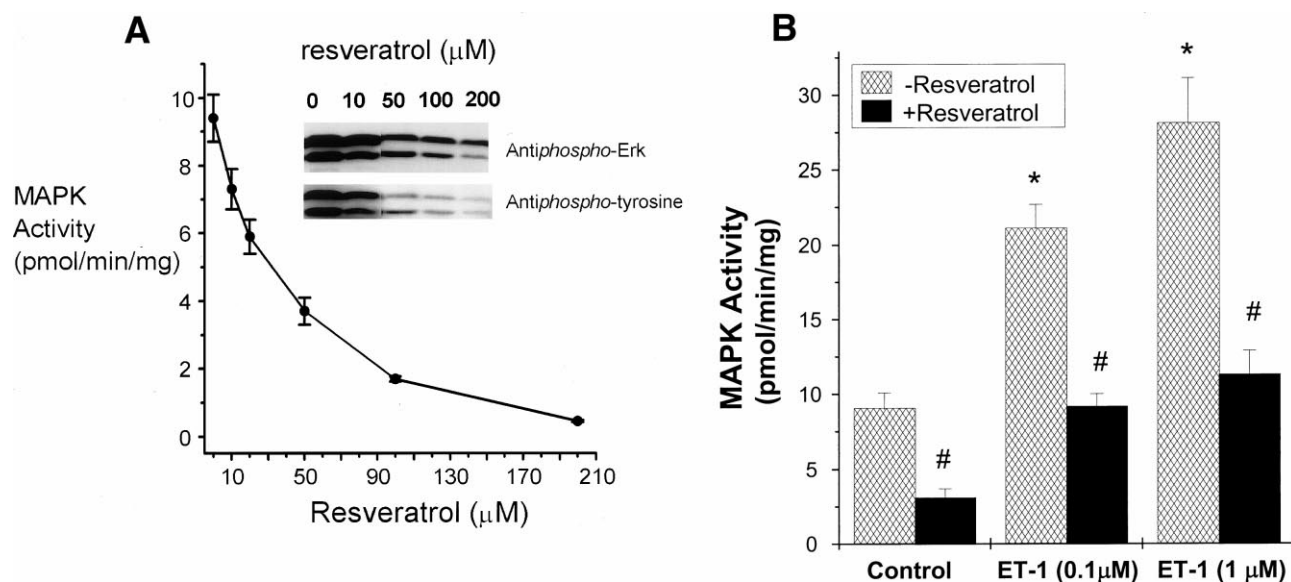 A
resveratrol (μM)
0 10 50 100 200
Antiphospho-Erk
Antiphospho-tyrosine
MAPK
Activity
(pmol/min/mg)
10
8
6
4
2
0
10 50 90 130 170 210
Resveratrol (μM)
B
-Resveratrol
+Resveratrol
MAPK Activity
(pmol/min/mg)
30
25
20
15
10
5
0
*
*
#
#
#
Control ET-1 (0.1μM) ET-1 (1 μM)